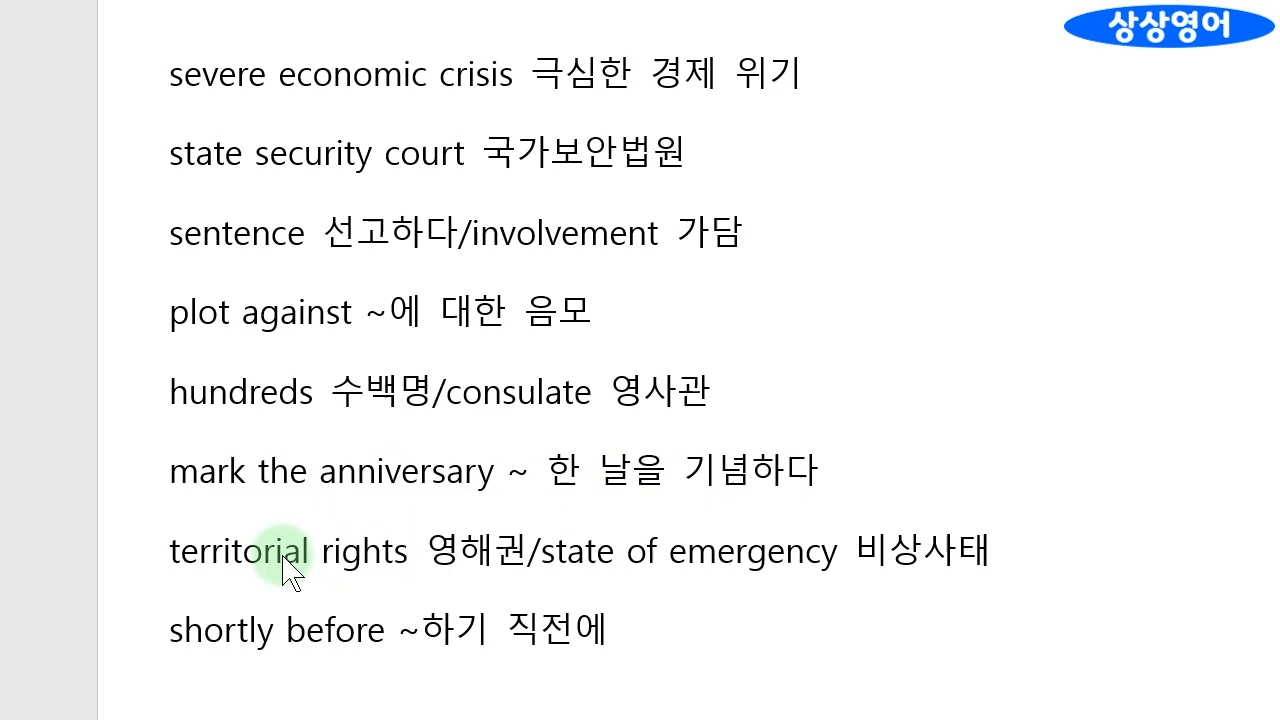 상상영어
severe economic crisis 극심한 경제 위기
state security court 국가보안법원
sentence 선고하다/involvement 가담
plot against ~에 대한 음모
hundreds 수백명/consulate 영사관
mark the anniversary ~ 한 날을 기념하다
territorial rights 영해권/state of emergency 비상사태
shortly before ~하기 직전에